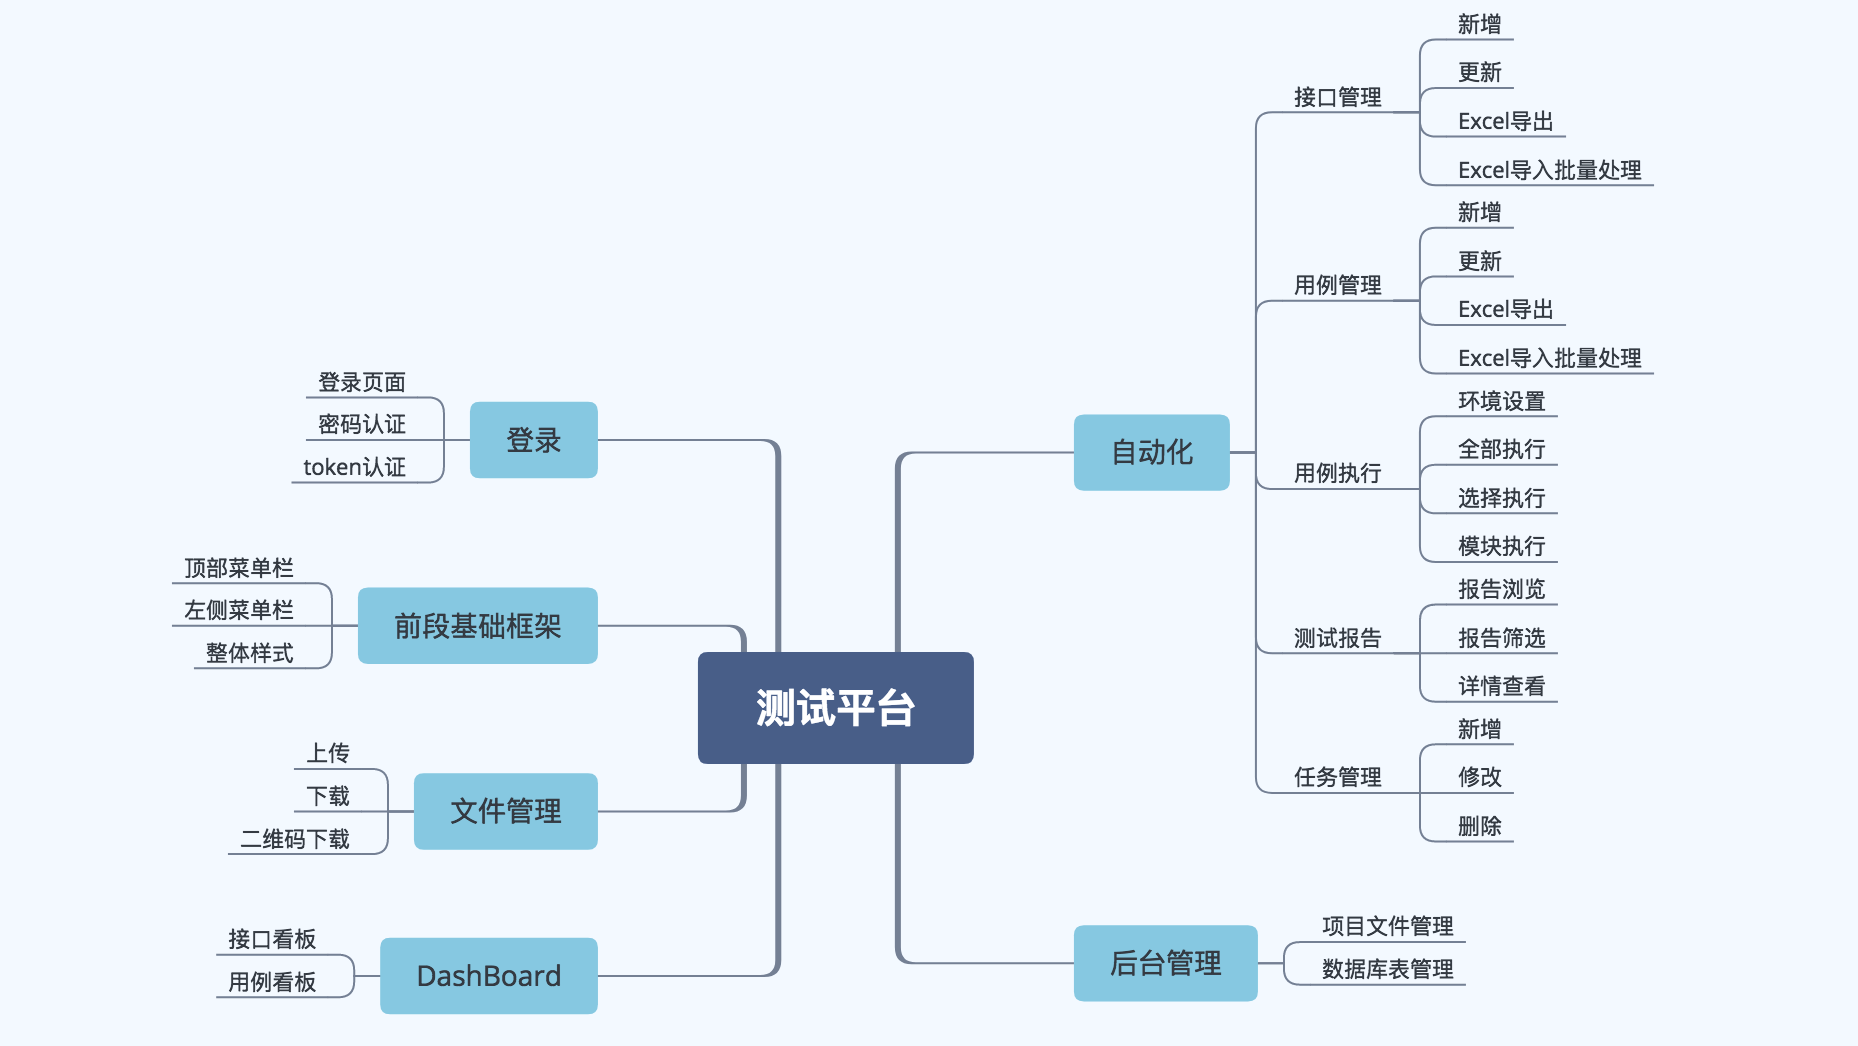 测试平台
自动化
接口管理
新增
更新
Excel导出
Excel导入批量处理
用例管理
新增
更新
Excel导出
Excel导入批量处理
用例执行
环境设置
全部执行
选择执行
模块执行
测试报告
报告浏览
报告筛选
详情查看
任务管理
新增
修改
删除
后台管理
项目文件管理
数据库表管理
登录
登录页面
密码认证
token认证
前段基础框架
顶部菜单栏
左侧菜单栏
整体样式
文件管理
上传
下载
二维码下载
DashBoard
接口看板
用例看板